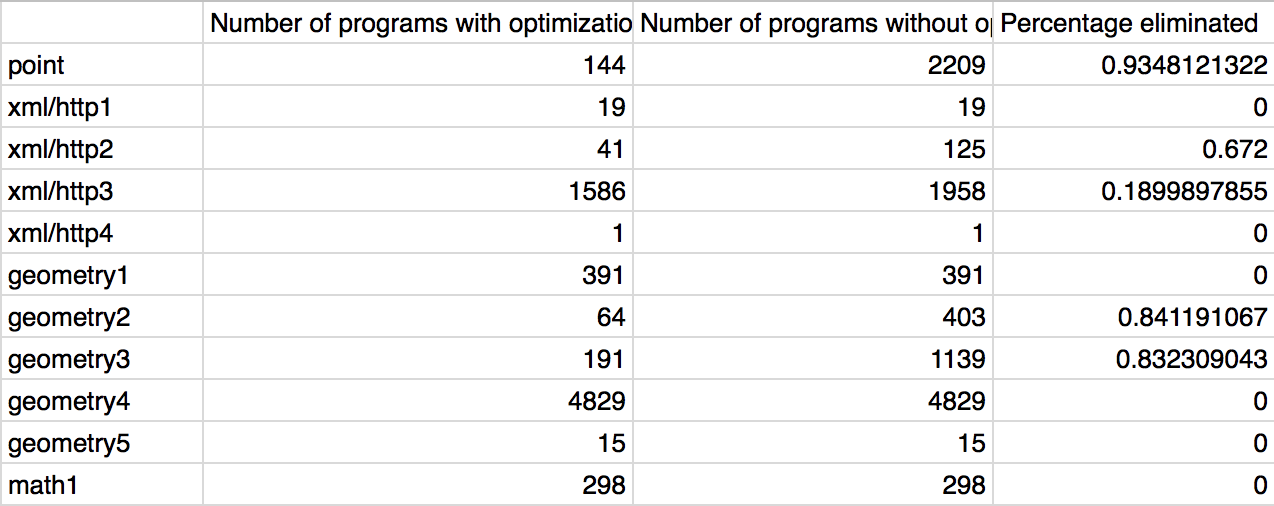 Number of programs with optimizatio Number of programs without op Percentage eliminated
point 144 2209 0.9348121322
xml/http1 19 19 0
xml/http2 41 125 0.672
xml/http3 1586 1958 0.1899897855
xml/http4 1 1 0
geometry1 391 391 0
geometry2 64 403 0.841191067
geometry3 191 1139 0.832309043
geometry4 4829 4829 0
geometry5 15 15 0
math1 298 298 0